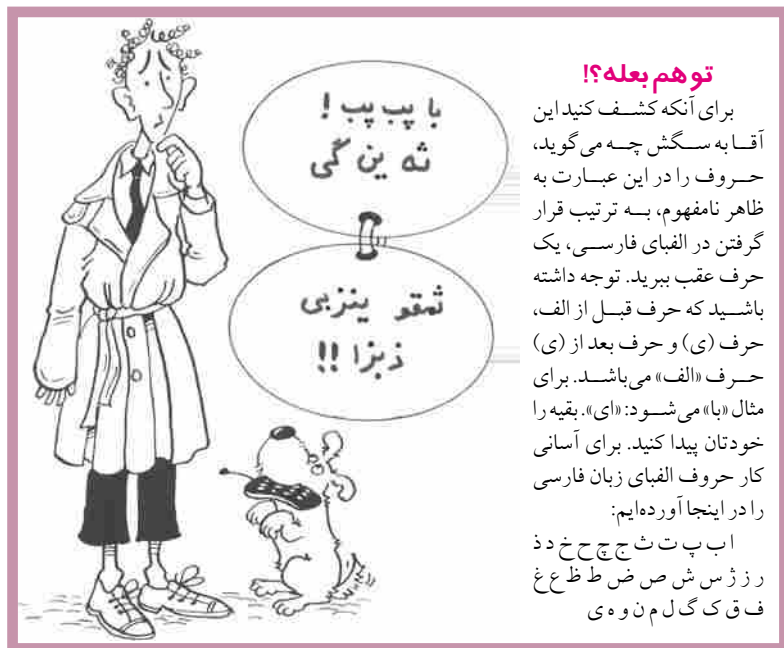 تو هم بعله؟!
برای آنکه کشف کنید این
آقا به سگش چه می‌گوید،
حروف را در این عبارت به
ظاهر نامفهوم، به ترتیب قرار
گرفتن در الفبای فارسی، یک
حرف عقب ببرید. توجه داشته
باشید که حرف قبل از الف،
حرف (ی) و حرف بعد از (ی)
حرف «الف» می‌باشد. برای
مثال «با» می‌شود: «ای». بقیه را
خودتان پیدا کنید. برای آسانی
کار حروف الفبای زبان فارسی
را در اینجا آورده‌ایم:
ا ب پ ت ث ج چ ح خ د ذ
ر ز ژ س ش ص ض ط ظ ع غ
ف ق ک گ ل م ن و ه ی
با پب پب !
ثه ین گی
ثمقو ینزبی
ذبزا !!